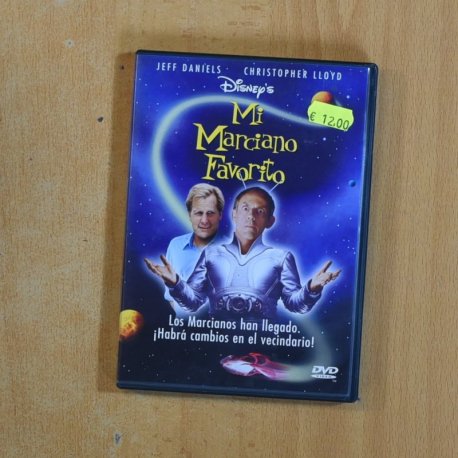 JEFF DANIELS CHRISTOPHER LLOYD
Disney's
Mi
Marciano
Favorito
€ 12.00
Los Marcianos han llegado.
¡Habrá cambios en el vecindario!
DVD
VIDEO